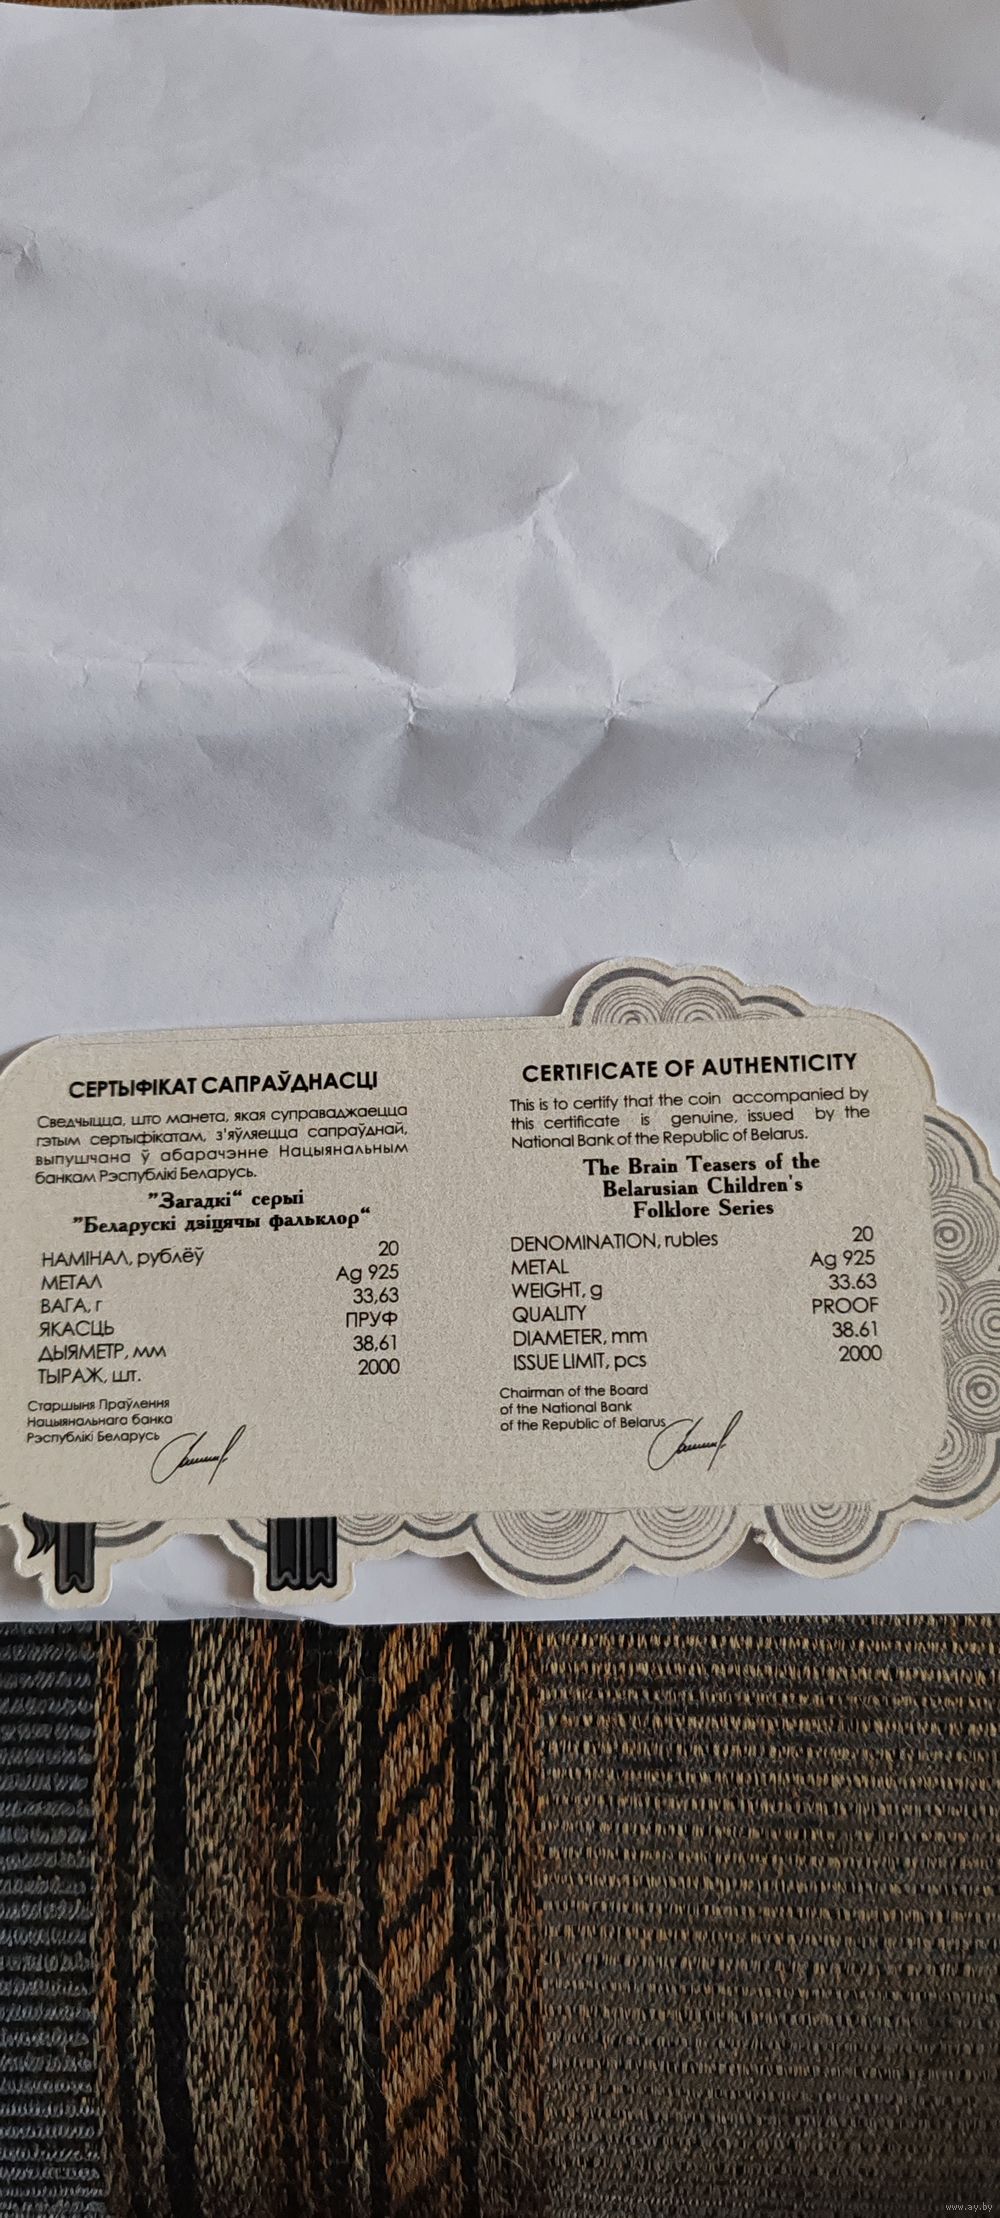 СЕРТЫФІКАТ САПРАЎДНАСЦІ
Сведчыцца, што манета, якая суправаджаецца
гэтым сертыфікатам, з'яўляецца сапраўднай,
выпушчана ў абарачэнне Нацыянальным
банкам Рэспублікі Беларусь.
"Загадкі“ серыі
"Беларускі дзіцячы фальклор“
НАМІНАЛ, рублёў 20
МЕТАЛ Ag 925
ВАГА, г 33,63
ЯКАСЦЬ ПРУФ
ДЫЯМЕТР, мм 38,61
ТЫРАЖ, шт. 2000
Старшыня Праўлення
Нацыянальнага банка
Рэспублікі Беларусь
CERTIFICATE OF AUTHENTICITY
This is to certify that the coin accompanied by
this certificate is genuine, issued by the
National Bank of the Republic of Belarus.
The Brain Teasers of the
Belarusian Children's
Folklore Series
DENOMINATION, rubles 20
METAL Ag 925
WEIGHT, g 33.63
QUALITY PROOF
DIAMETER, mm 38.61
ISSUE LIMIT, pcs 2000
Chairman of the Board
of the National Bank
of the Republic of Belarus
www.ay.by